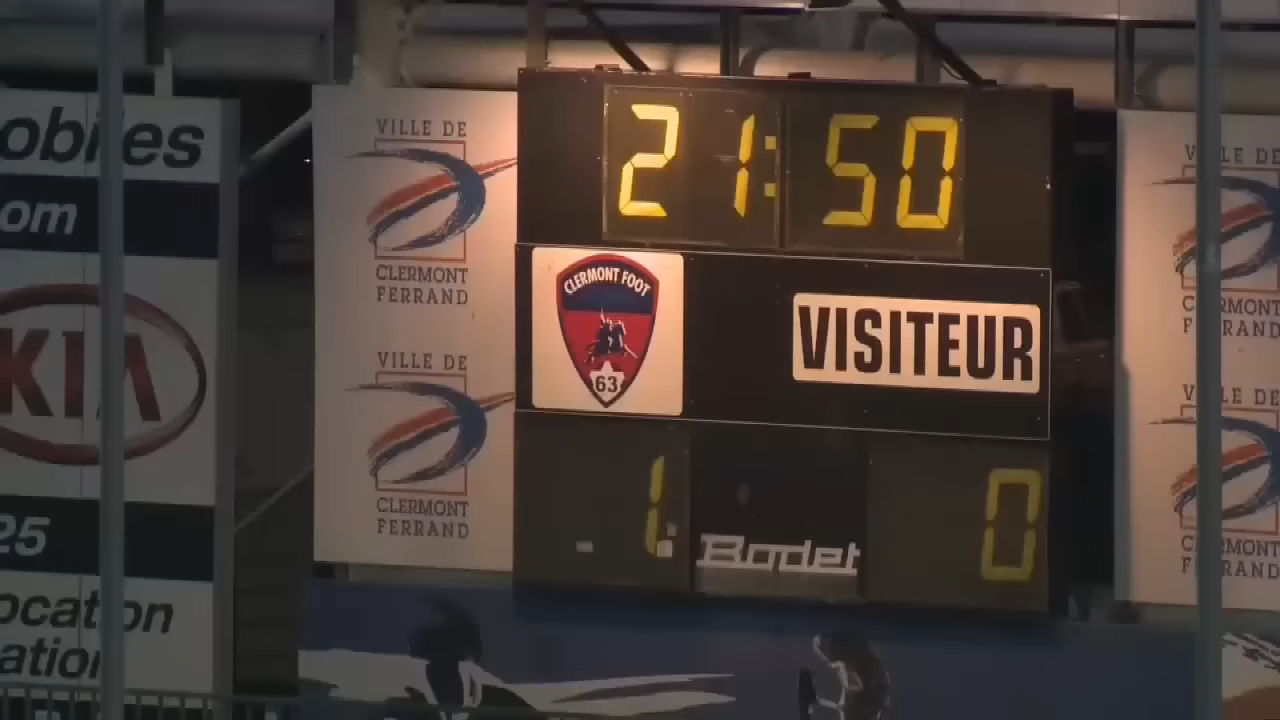 obiles
om
KIA
25
ocation
ation
VILLE DE
CLERMONT
FERRAND
VILLE DE
CLERMONT
FERRAND
21:50
CLERMONT FOOT
63
VISITEUR
1
Bodet
0
VILLE DE
CLERMONT
FERRAND
VILLE DE
CLERMONT
FERRAND